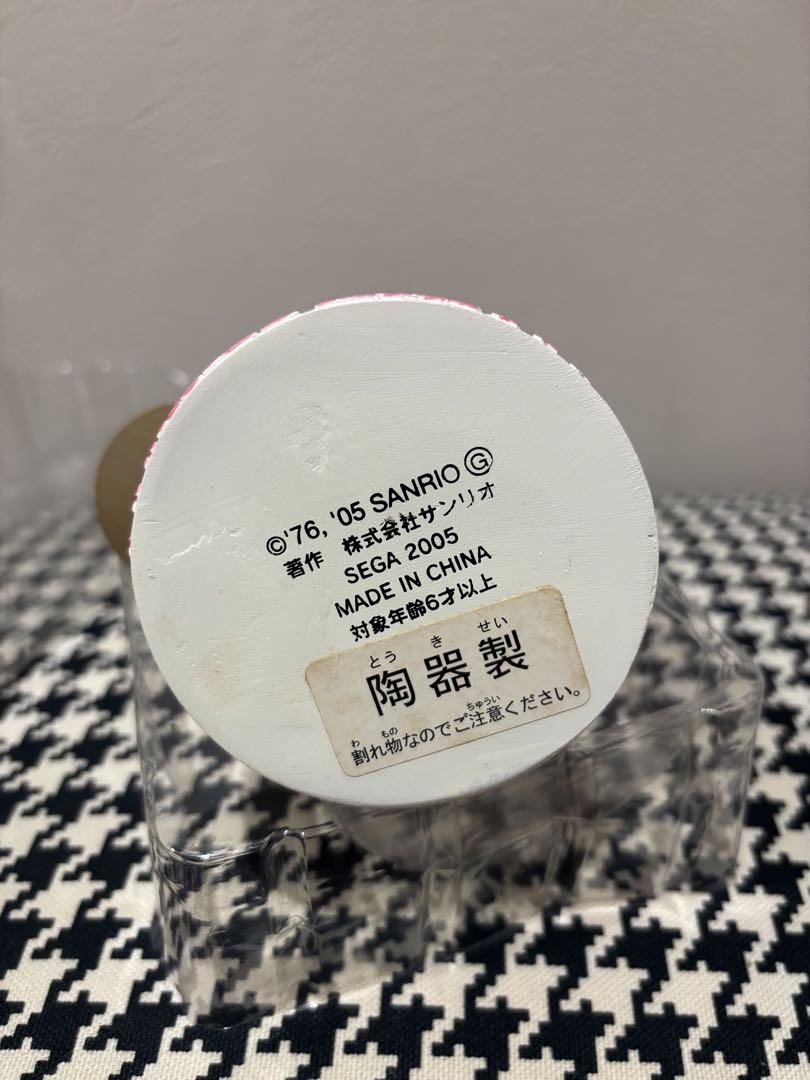 ©'76, '05 SANRIO Ⓖ
著作 株式会社サンリオ
SEGA 2005
MADE IN CHINA
対象年齢6才以上
とう き せい
陶器製
わ もの ちゅうい
割れ物なのでご注意ください。